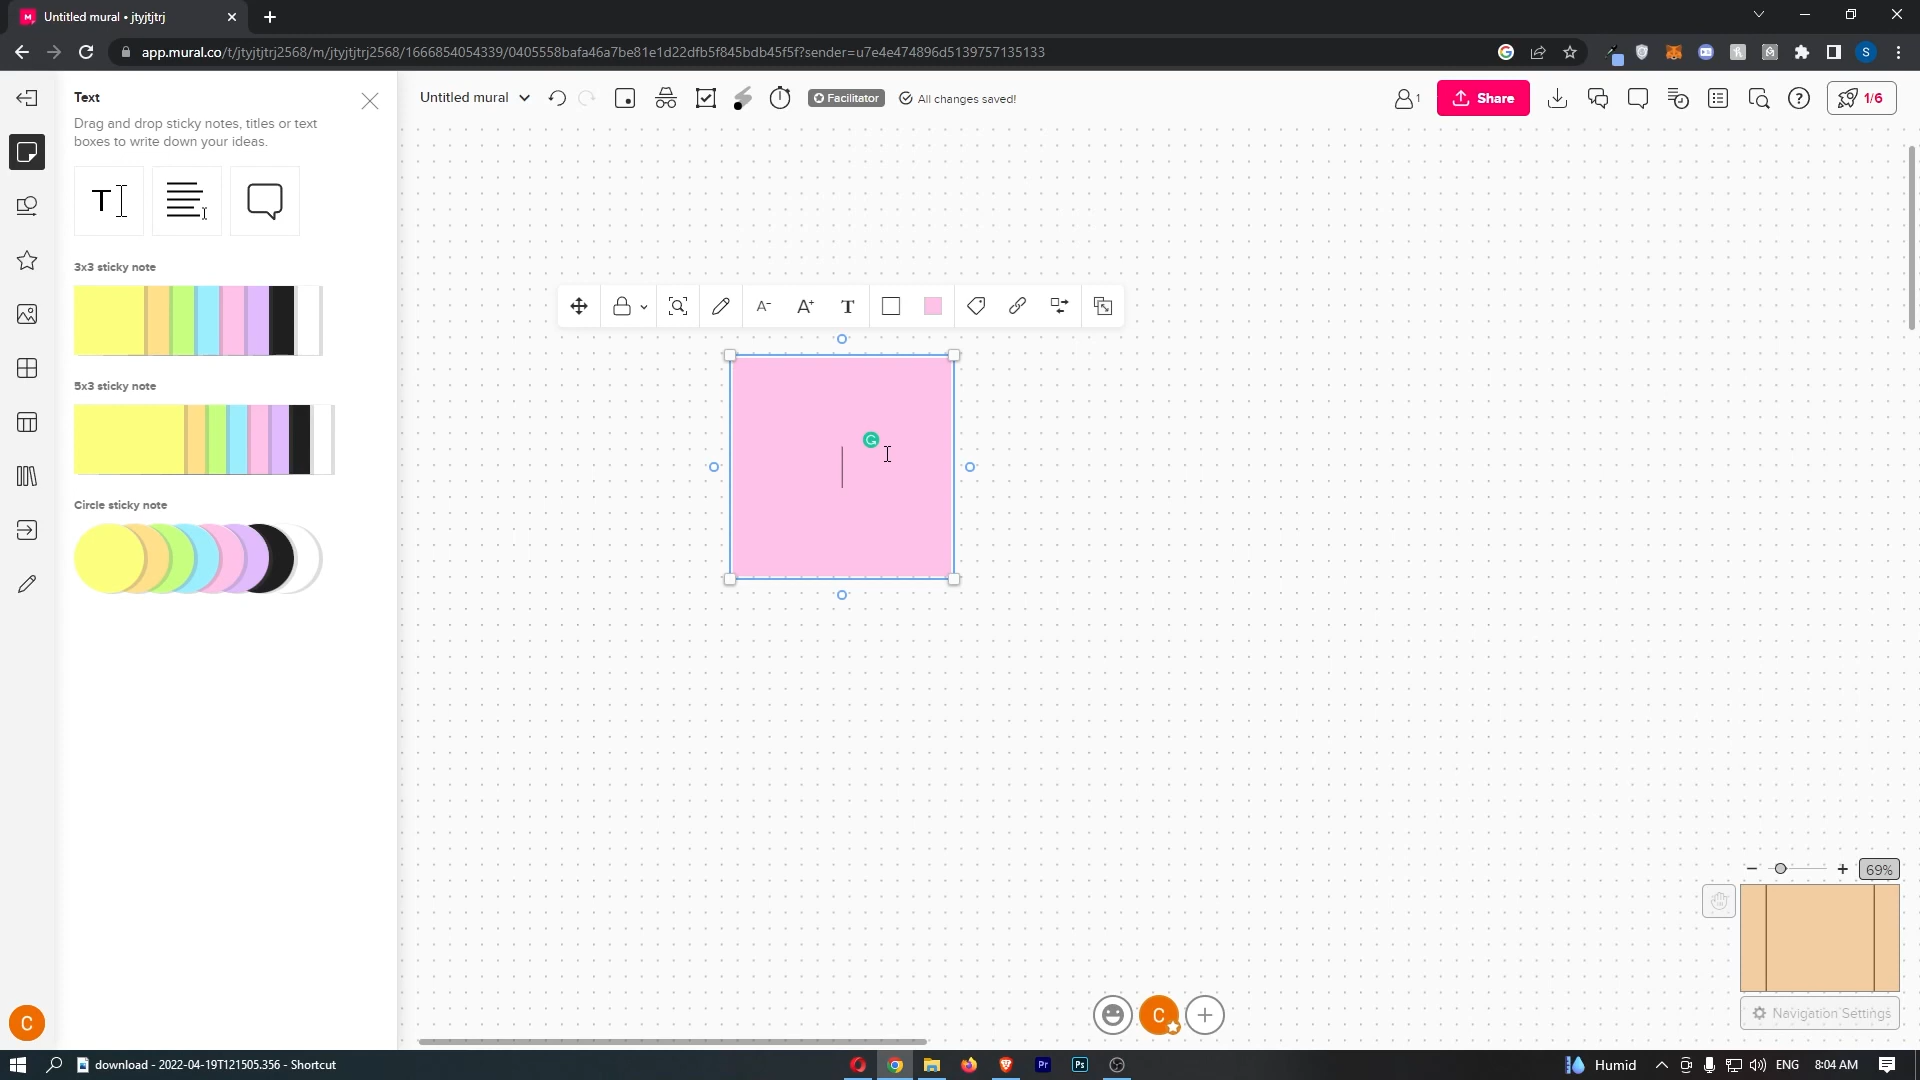 Untitled mural • jtyjtjtrj
app.mural.co/t/jtyjtjtrj2568/m/jtyjtjtrj2568/1666854054339/0405558bafa46a7be81e1d22dfb5f845bdb45f5f?sender=u7e4e474896d5139757135133
S
Text
Drag and drop sticky notes, titles or text
boxes to write down your ideas.
T
3x3 sticky note
5x3 sticky note
Circle sticky note
C
Untitled mural
Facilitator
All changes saved!
1
Share
1/6
A-
A+
T
69%
Navigation Settings
C
download - 2022-04-19T121505.356 - Shortcut
Pr
Ps
Humid
ENG
8:04 AM